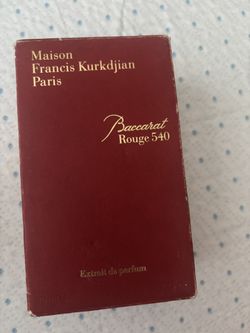 Maison
Francis Kurkdjian
Paris
Baccarat
Rouge 540
Extrait de parfum